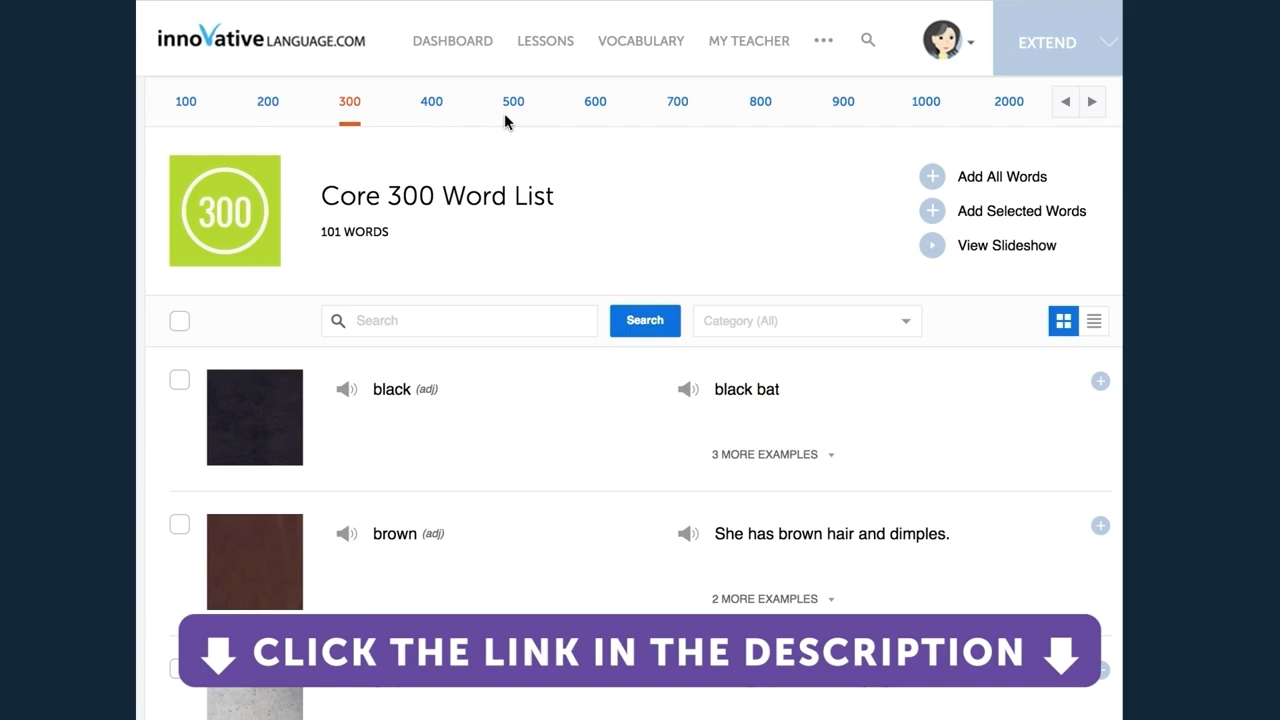 innoVative LANGUAGE.COM
DASHBOARD LESSONS VOCABULARY MY TEACHER ••• EXTEND
100 200 300 400 500 600 700 800 900 1000 2000
300
Core 300 Word List
101 WORDS
Add All Words
Add Selected Words
View Slideshow
Search Search Category (All)
black (adj) black bat
3 MORE EXAMPLES
brown (adj) She has brown hair and dimples.
2 MORE EXAMPLES
CLICK THE LINK IN THE DESCRIPTION